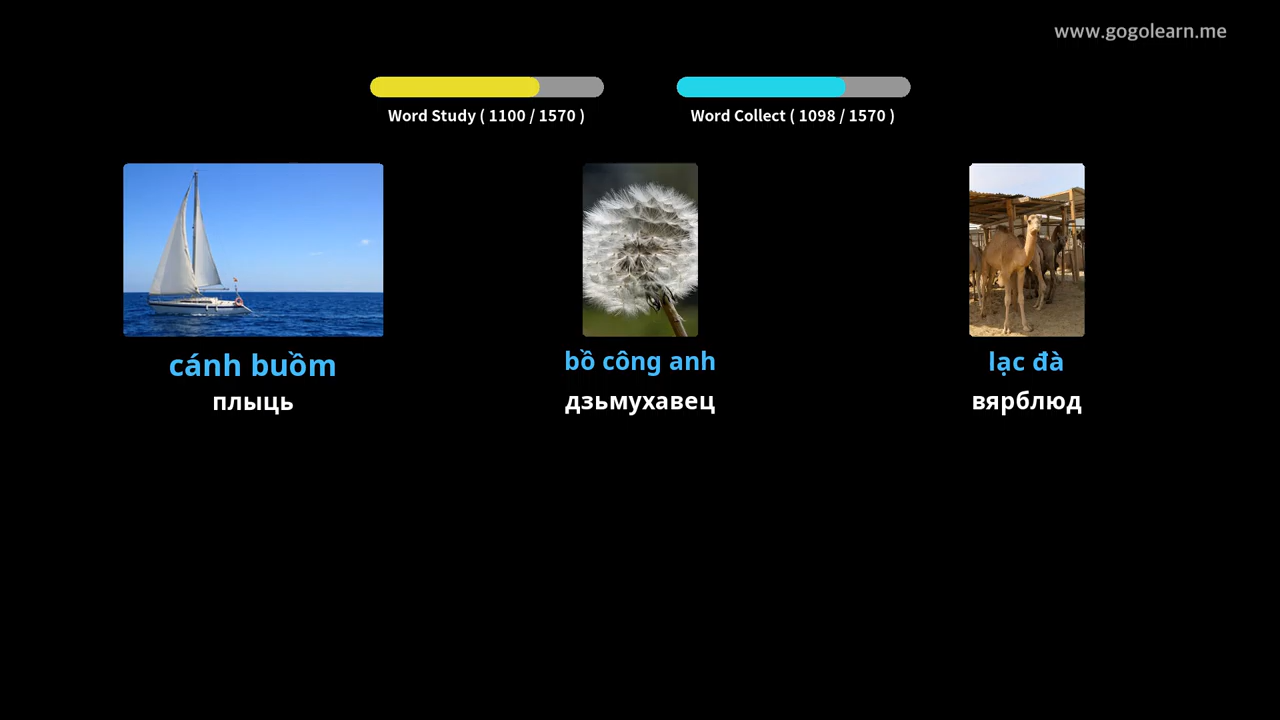 www.gogolearn.me
Word Study ( 1100 / 1570 )
Word Collect ( 1098 / 1570 )
cánh buồm
плыць
bồ công anh
дзьмухавец
lạc đà
вярблюд